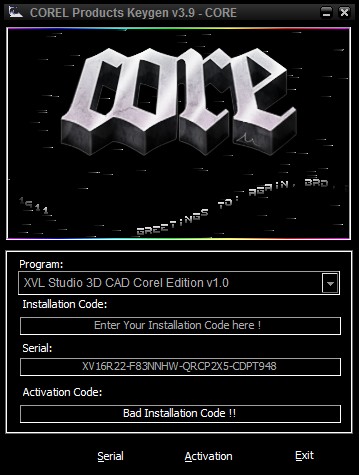 COREL Products Keygen v3.9 - CORE
CORE
GREETINGS TO: AGAIN, BRD,
Program:
XVL Studio 3D CAD Corel Edition v1.0
Installation Code:
Enter Your Installation Code here !
Serial:
XV16R22-F83NNHW-QRCP2X5-CDPT948
Activation Code:
Bad Installation Code !!
Serial
Activation
Exit